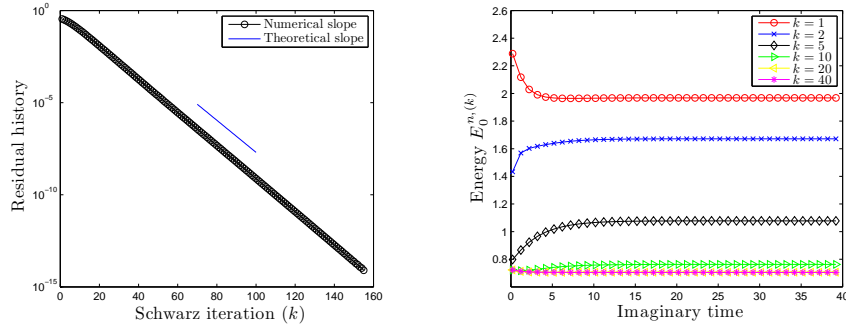 10^0
10^-5
10^-10
10^-15
0
20
40
60
80
100
120
140
160
Schwarz iteration (k)
Residual history
Numerical slope
Theoretical slope
2.6
2.4
2.2
2
1.8
1.6
1.4
1.2
1
0.8
0.6
0
5
10
15
20
25
30
35
40
Imaginary time
Energy E_0^{n,(k)}
k = 1
k = 2
k = 5
k = 10
k = 20
k = 40